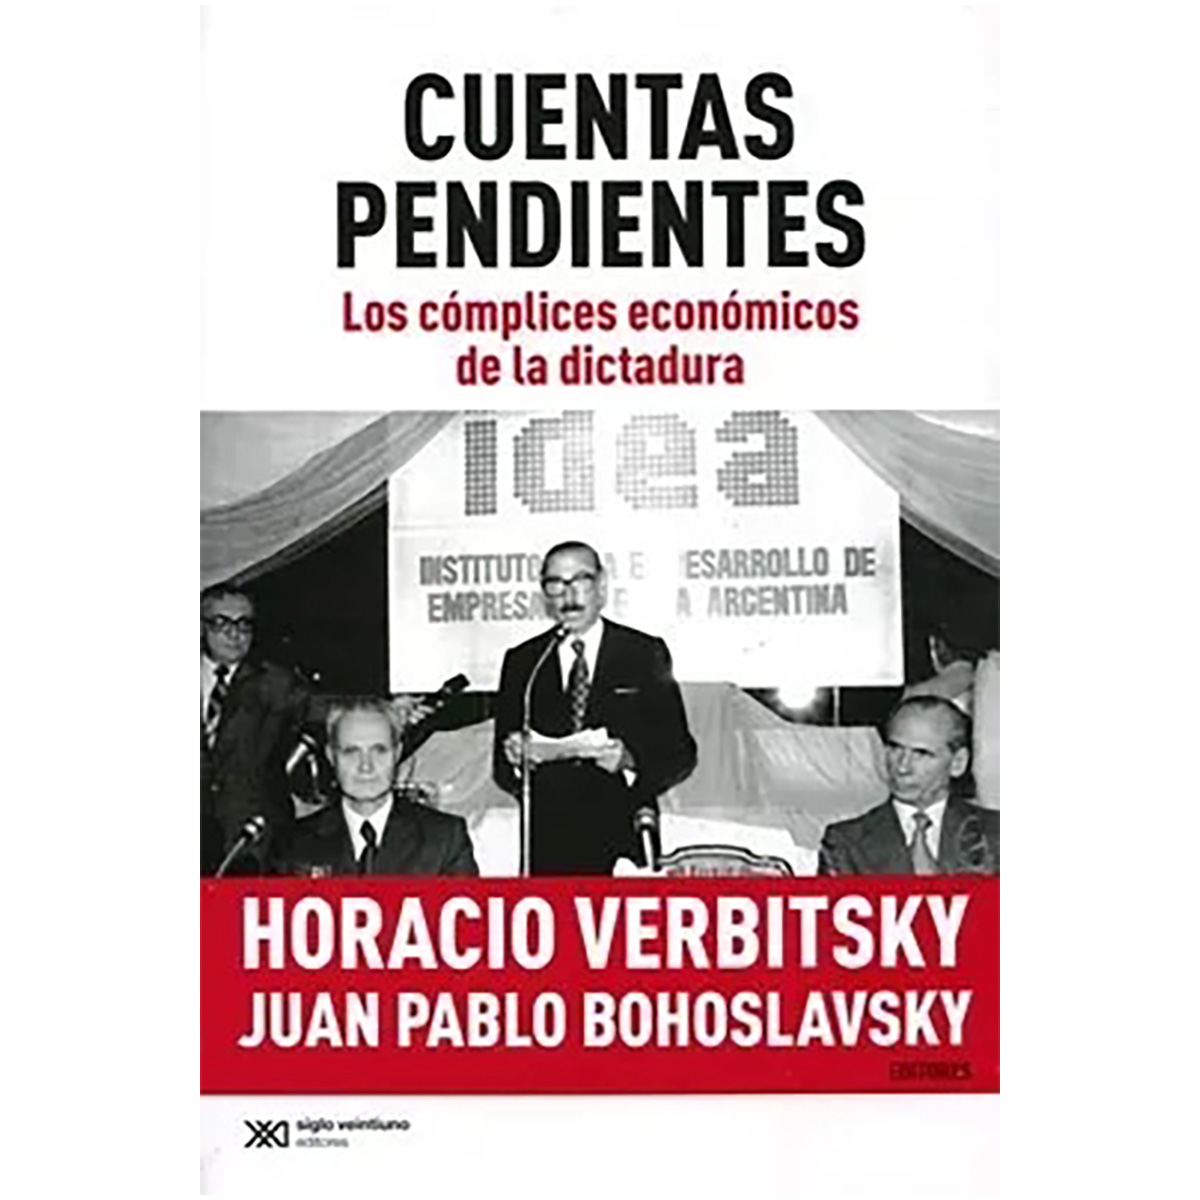 CUENTAS
PENDIENTES
Los cómplices económicos
de la dictadura
idea
INSTITUTO ESARROLLO DE
ARGENTINA
HORACIO VERBITSKY
JUAN PABLO BOHOSLAVSKY
EDITORES
siglo veintiuno
editores